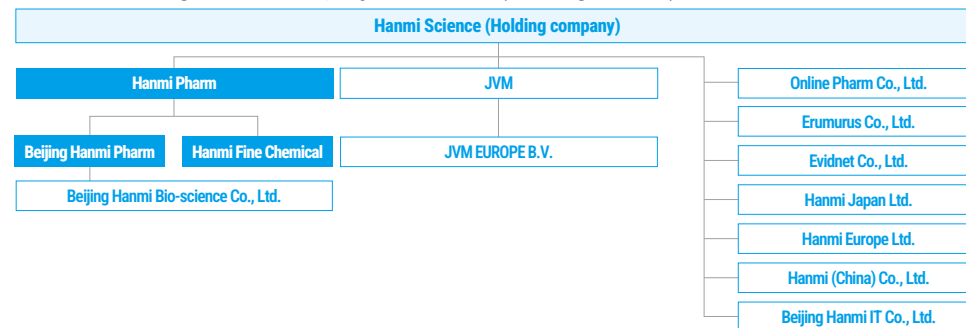 Hanmi Science (Holding company)
Hanmi Pharm
JVM
Online Pharm Co., Ltd.
Erumurus Co., Ltd.
Beijing Hanmi Pharm
Hanmi Fine Chemical
JVM EUROPE B.V.
Evidnet Co., Ltd.
Beijing Hanmi Bio-science Co., Ltd.
Hanmi Japan Ltd.
Hanmi Europe Ltd.
Hanmi (China) Co., Ltd.
Beijing Hanmi IT Co., Ltd.